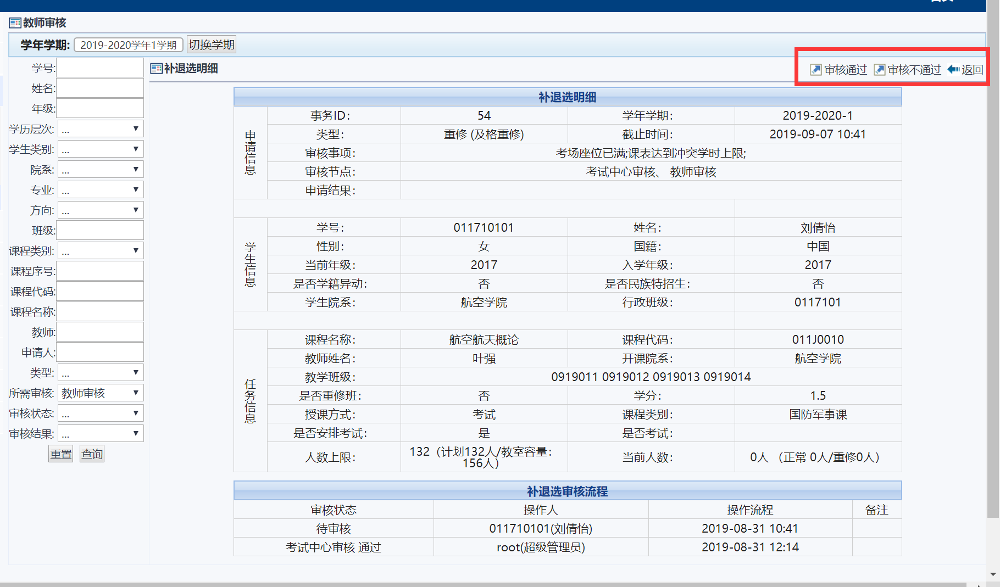 教师审核
学年学期: 2019-2020学年1学期 切换学期
学号:
姓名:
年级:
学历层次: ...
学生类别: ...
院系: ...
专业: ...
方向: ...
班级:
课程类别: ...
课程序号:
课程代码:
课程名称:
教师:
申请人:
类型: ...
所需审核: 教师审核
审核状态: ...
审核结果: ...
重置 查询
补退选明细 审核通过 审核不通过 返回
补退选明细
申请信息
事务ID: 54 学年学期: 2019-2020-1
类型: 重修 (及格重修) 截止时间: 2019-09-07 10:41
审核事项: 考场座位已满;课表达到冲突学时上限;
审核节点: 考试中心审核、 教师审核
申请结果:
学生信息
学号: 011710101 姓名: 刘倩怡
性别: 女 国籍: 中国
当前年级: 2017 入学年级: 2017
是否学籍异动: 否 是否民族特招生: 否
学生院系: 航空学院 行政班级: 0117101
任务信息
课程名称: 航空航天概论 课程代码: 011J0010
教师姓名: 叶强 开课院系: 航空学院
教学班级: 0919011 0919012 0919013 0919014
是否重修班: 否 学分: 1.5
授课方式: 考试 课程类别: 国防军事课
是否安排考试: 是 是否考试:
人数上限: 132（计划132人/教室容量:
156人） 当前人数: 0人 （正常 0人/重修0人）
补退选审核流程
审核状态 操作人 操作流程 备注
待审核 011710101(刘倩怡) 2019-08-31 10:41
考试中心审核 通过 root(超级管理员) 2019-08-31 12:14